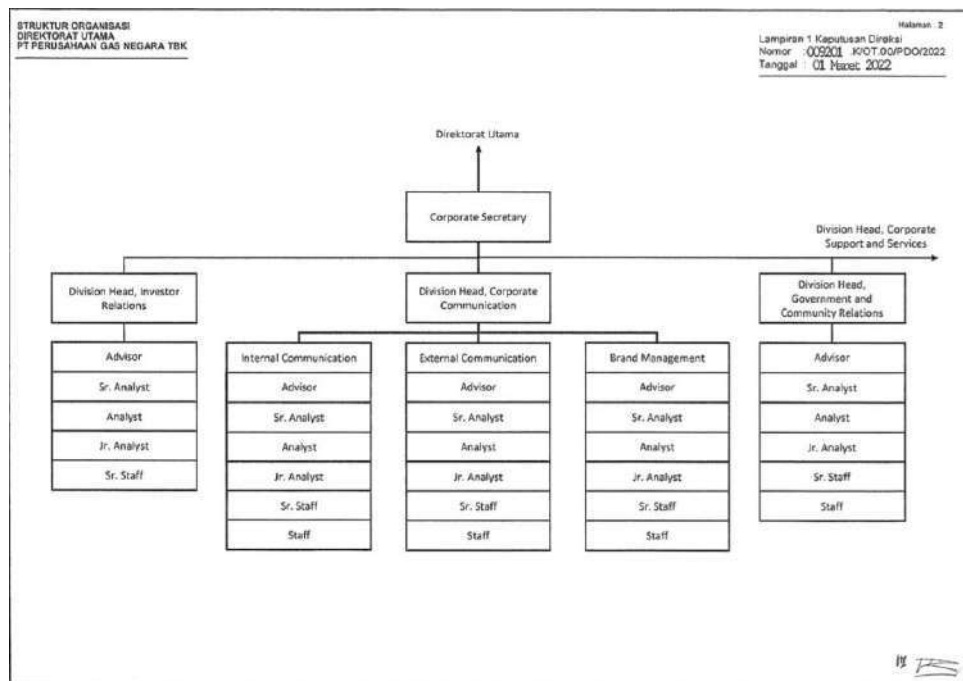 STRUKTUR ORGANISASI
DIREKTORAT UTAMA
PT PERUSAHAAN GAS NEGARA TBK
Halaman : 2
Lampiran 1 Keputusan Direksi
Nomor : 009201 .K/OT.00/PDO/2022
Tanggal : 01 Maret 2022
Direktorat Utama
Corporate Secretary
Division Head, Corporate
Support and Services
Division Head, Investor
Relations
Division Head, Corporate
Communication
Division Head,
Government and
Community Relations
Advisor
Sr. Analyst
Analyst
Jr. Analyst
Sr. Staff
Internal Communication
Advisor
Sr. Analyst
Analyst
Jr. Analyst
Sr. Staff
Staff
External Communication
Advisor
Sr. Analyst
Analyst
Jr. Analyst
Sr. Staff
Staff
Brand Management
Advisor
Sr. Analyst
Analyst
Jr. Analyst
Sr. Staff
Staff
Advisor
Sr. Analyst
Analyst
Jr. Analyst
Sr. Staff
Staff